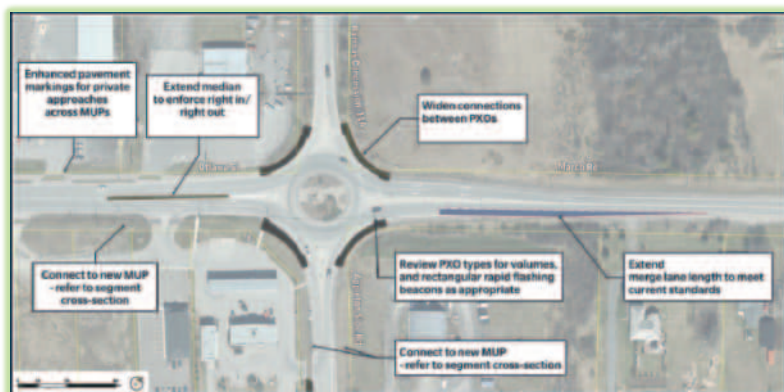 Enhanced pavement
markings for private
approaches
across MUPs
Extend median
to enforce right in/
right out
Widen connections
between PXOs
Connect to new MUP
- refer to segment
cross-section
Review PXO types for volumes,
and rectangular rapid flashing
beacons as appropriate
Extend
merge lane length to meet
current standards
Connect to new MUP
- refer to segment cross-section